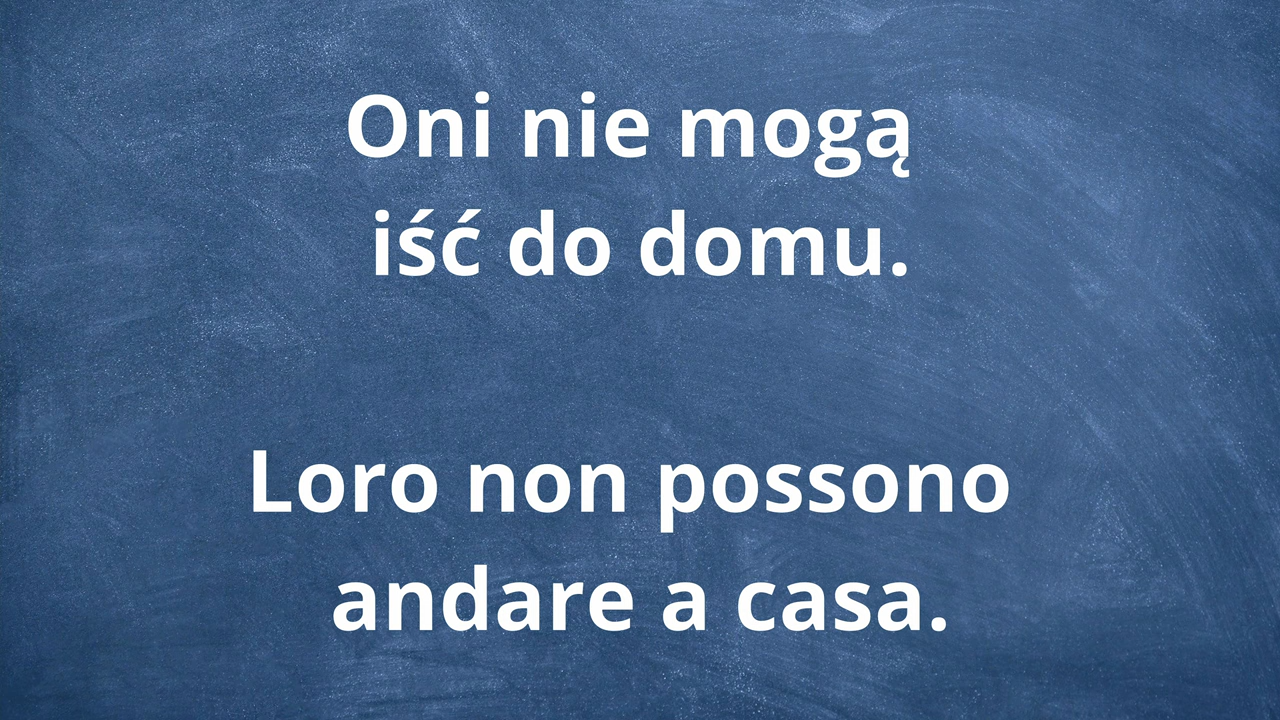 Oni nie mogą
iść do domu.
Loro non possono
andare a casa.